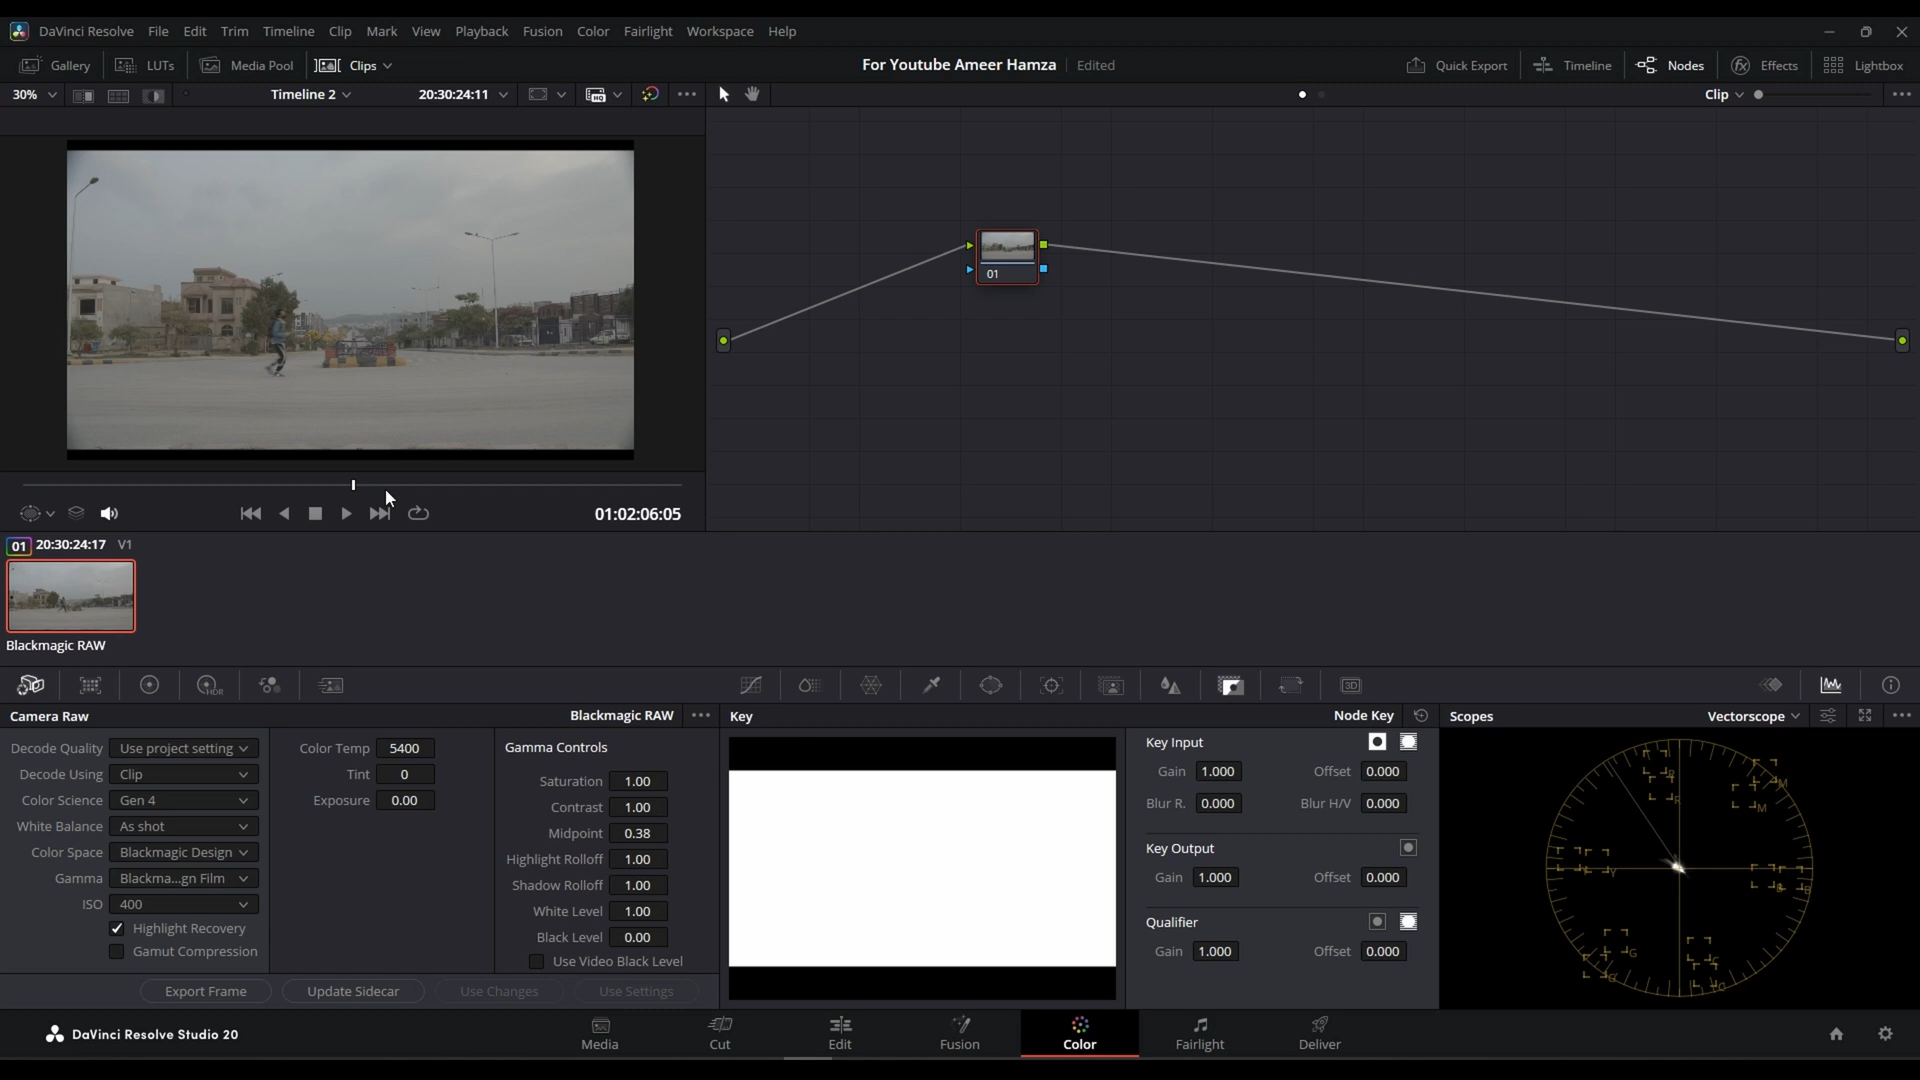 DaVinci Resolve File Edit Trim Timeline Clip Mark View Playback Fusion Color Fairlight Workspace Help
Gallery LUTs Media Pool Clips For Youtube Ameer Hamza Edited Quick Export Timeline Nodes Effects Lightbox
30% Timeline 2 20:30:24:11 Clip
01
01:02:06:05
01 20:30:24:17 V1
Blackmagic RAW
HDR 3D
Camera Raw Blackmagic RAW Key Node Key Scopes Vectorscope
Decode Quality Use project setting
Decode Using Clip
Color Science Gen 4
White Balance As shot
Color Space Blackmagic Design
Gamma Blackma...gn Film
ISO 400
Highlight Recovery
Gamut Compression
Color Temp 5400
Tint 0
Exposure 0.00
Gamma Controls
Saturation 1.00
Contrast 1.00
Midpoint 0.38
Highlight Rolloff 1.00
Shadow Rolloff 1.00
White Level 1.00
Black Level 0.00
Use Video Black Level
Export Frame Update Sidecar Use Changes Use Settings
Key Input
Gain 1.000 Offset 0.000
Blur R. 0.000 Blur H/V 0.000
Key Output
Gain 1.000 Offset 0.000
Qualifier
Gain 1.000 Offset 0.000
R M
R M
Y Y B B
G C
G C
DaVinci Resolve Studio 20 Media Cut Edit Fusion Color Fairlight Deliver